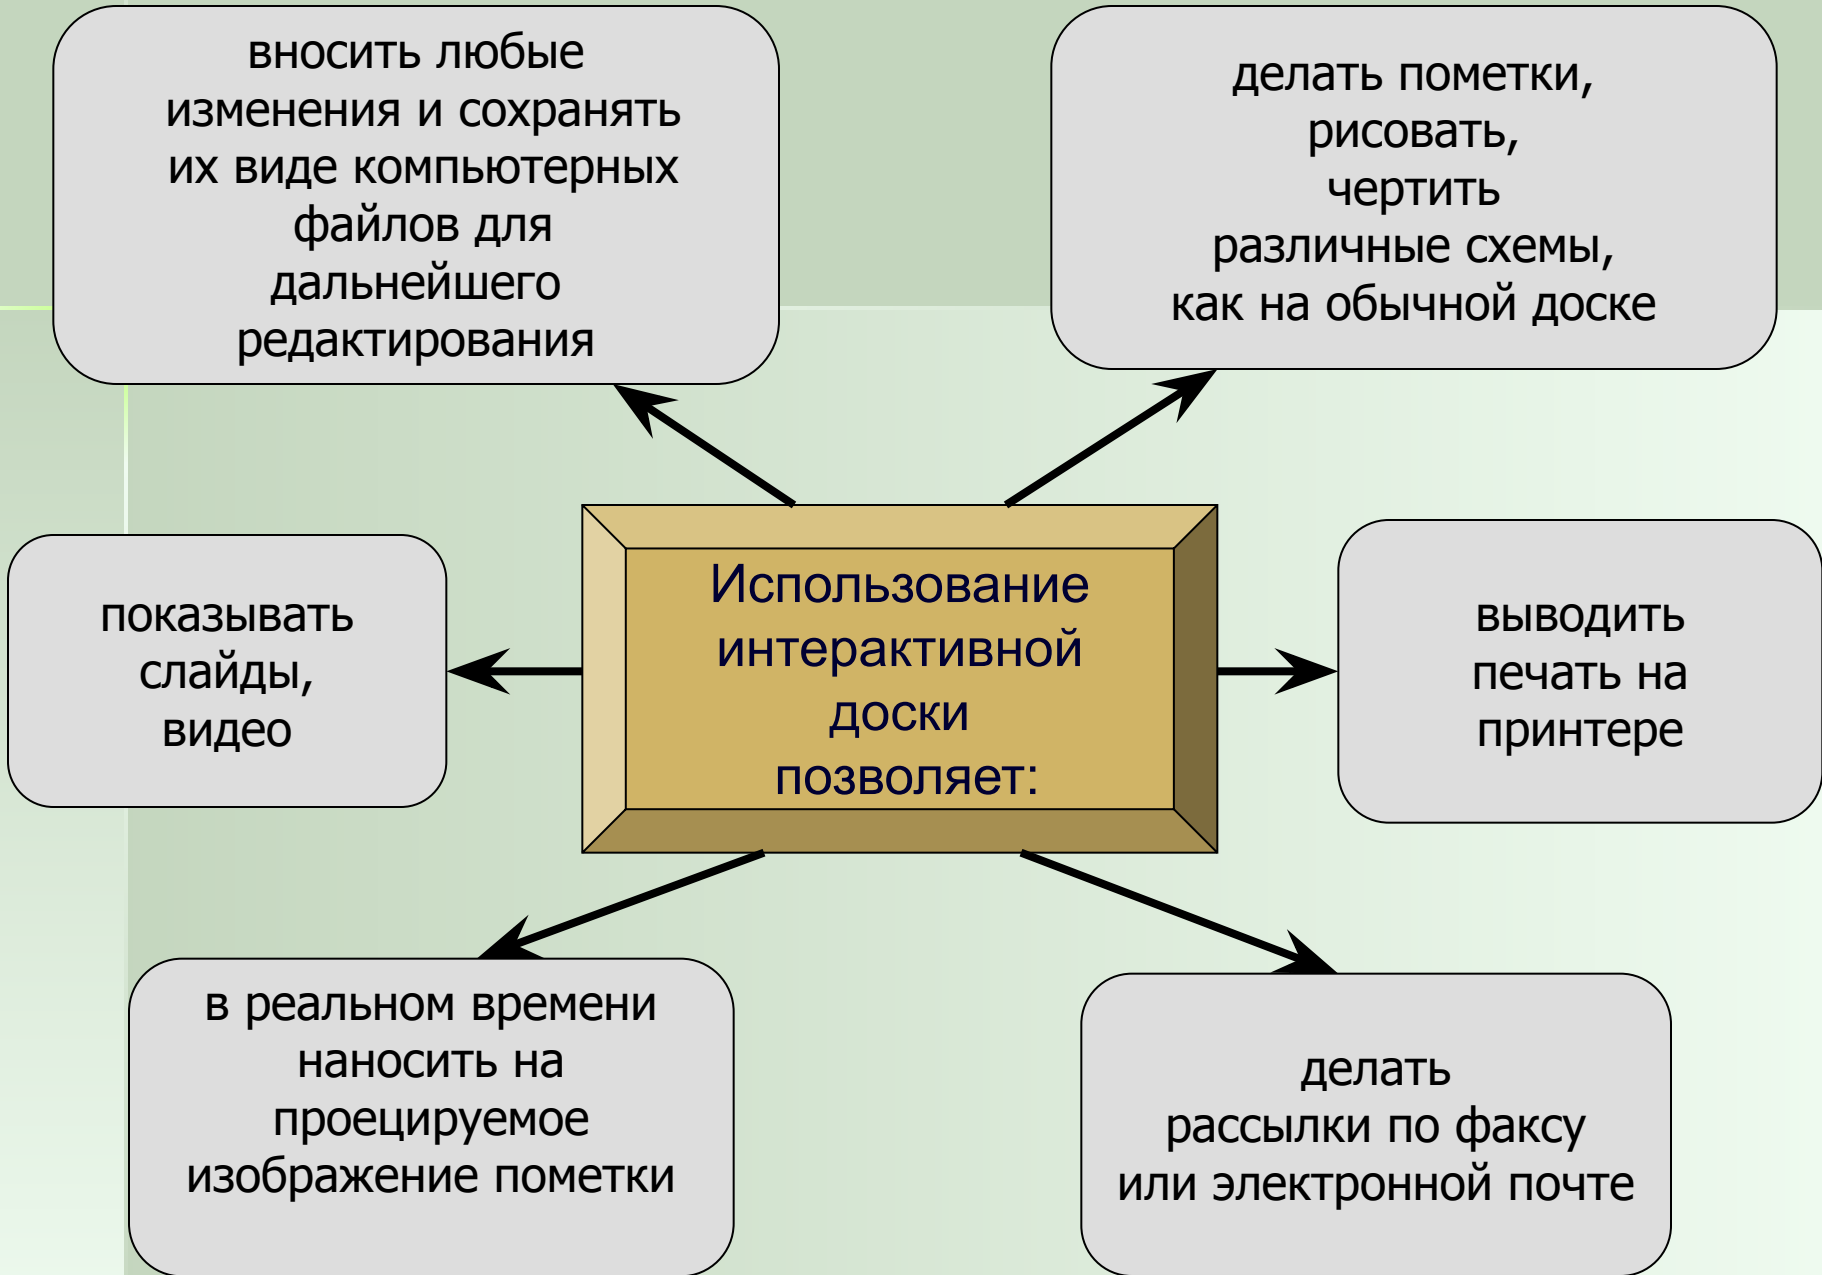 вносить любые
изменения и сохранять
их виде компьютерных
файлов для
дальнейшего
редактирования
делать пометки,
рисовать,
чертить
различные схемы,
как на обычной доске
показывать
слайды,
видео
Использование
интерактивной
доски
позволяет:
выводить
печать на
принтере
в реальном времени
наносить на
проецируемое
изображение пометки
делать
рассылки по факсу
или электронной почте